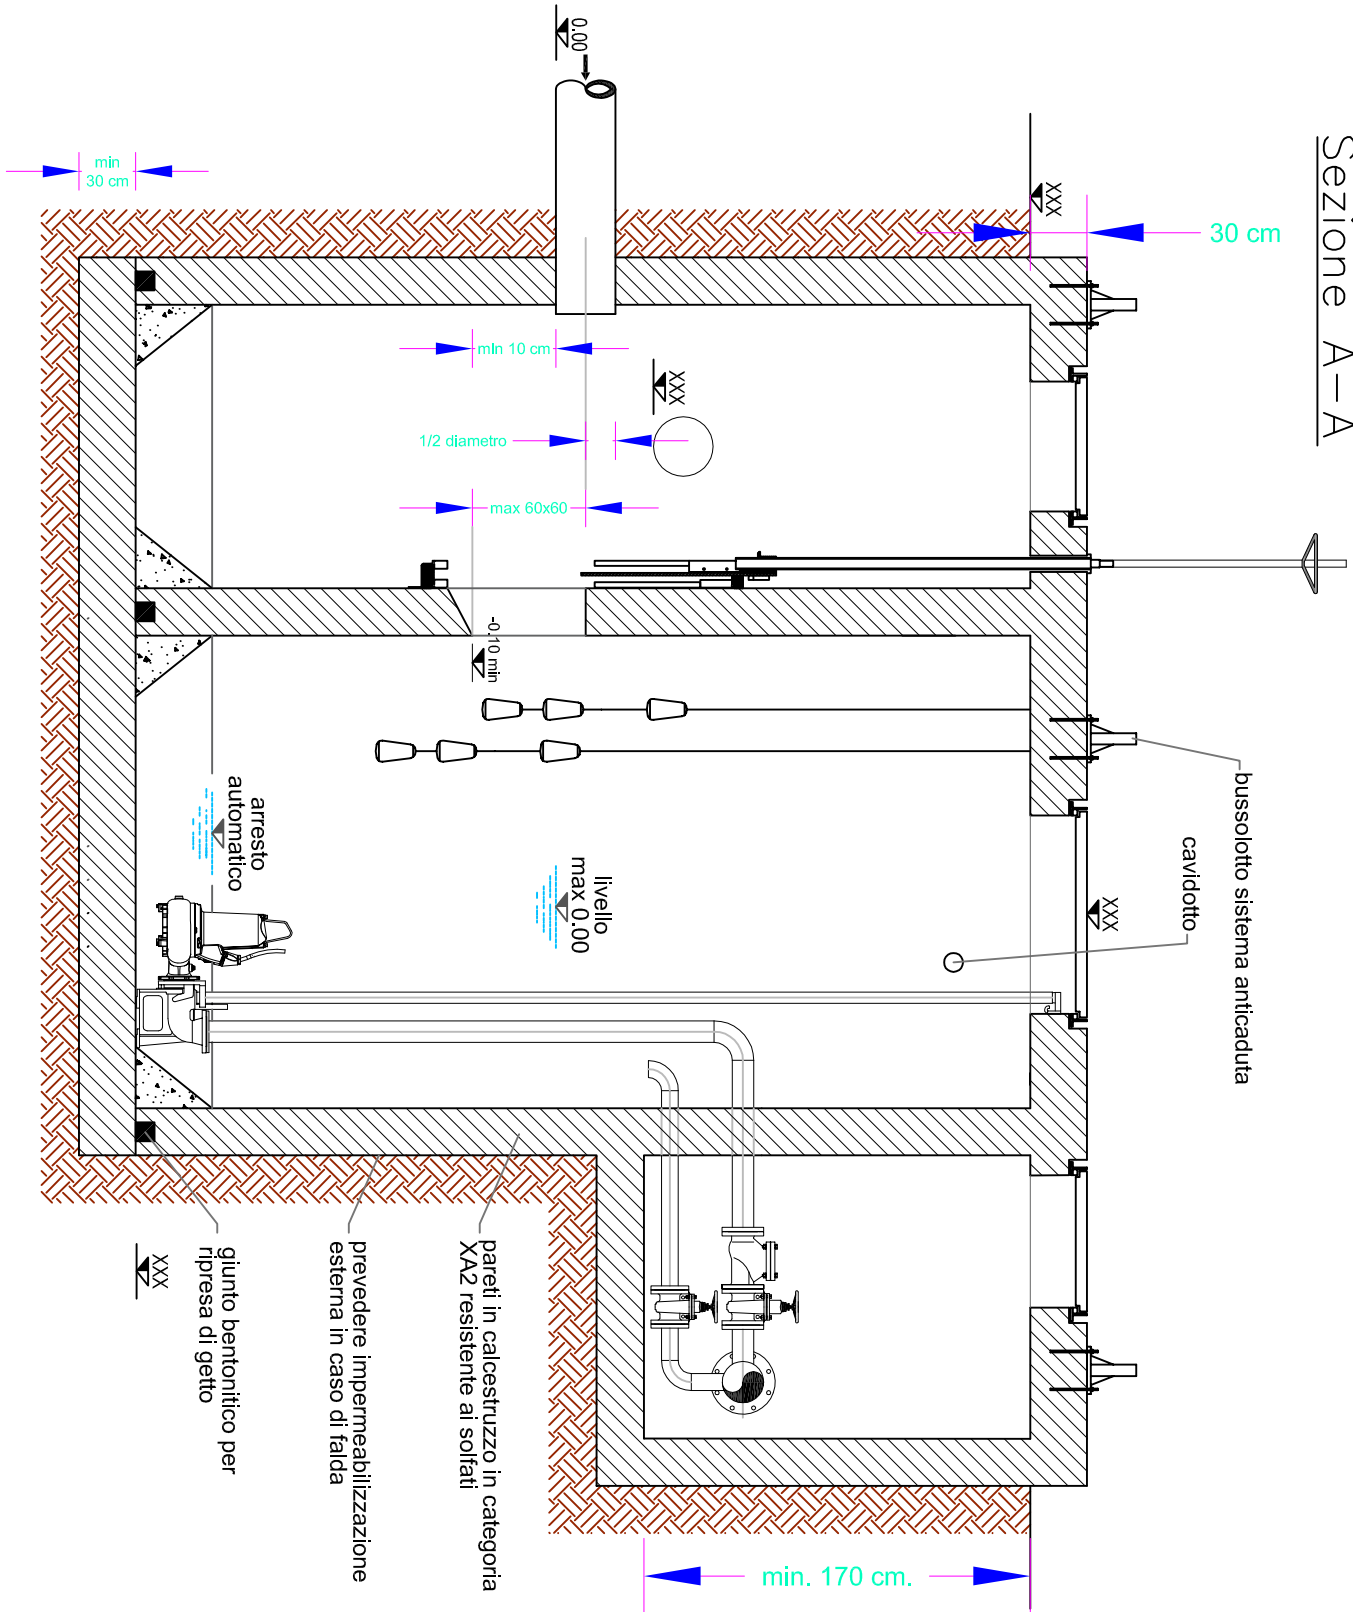 Sezione A-A
0.00
XXX
30 cm
min
30 cm
min 10 cm
XXX
1/2 diametro
max 60x60
-0.10 min
bussolotto sistema anticaduta
cavidotto
XXX
arresto
automatico
livello
max 0.00
pareti in calcestruzzo in categoria
XA2 resistente ai solfati
prevedere impermeabilizzazione
esterna in caso di falda
giunto bentonitico per
ripresa di getto
XXX
min. 170 cm.